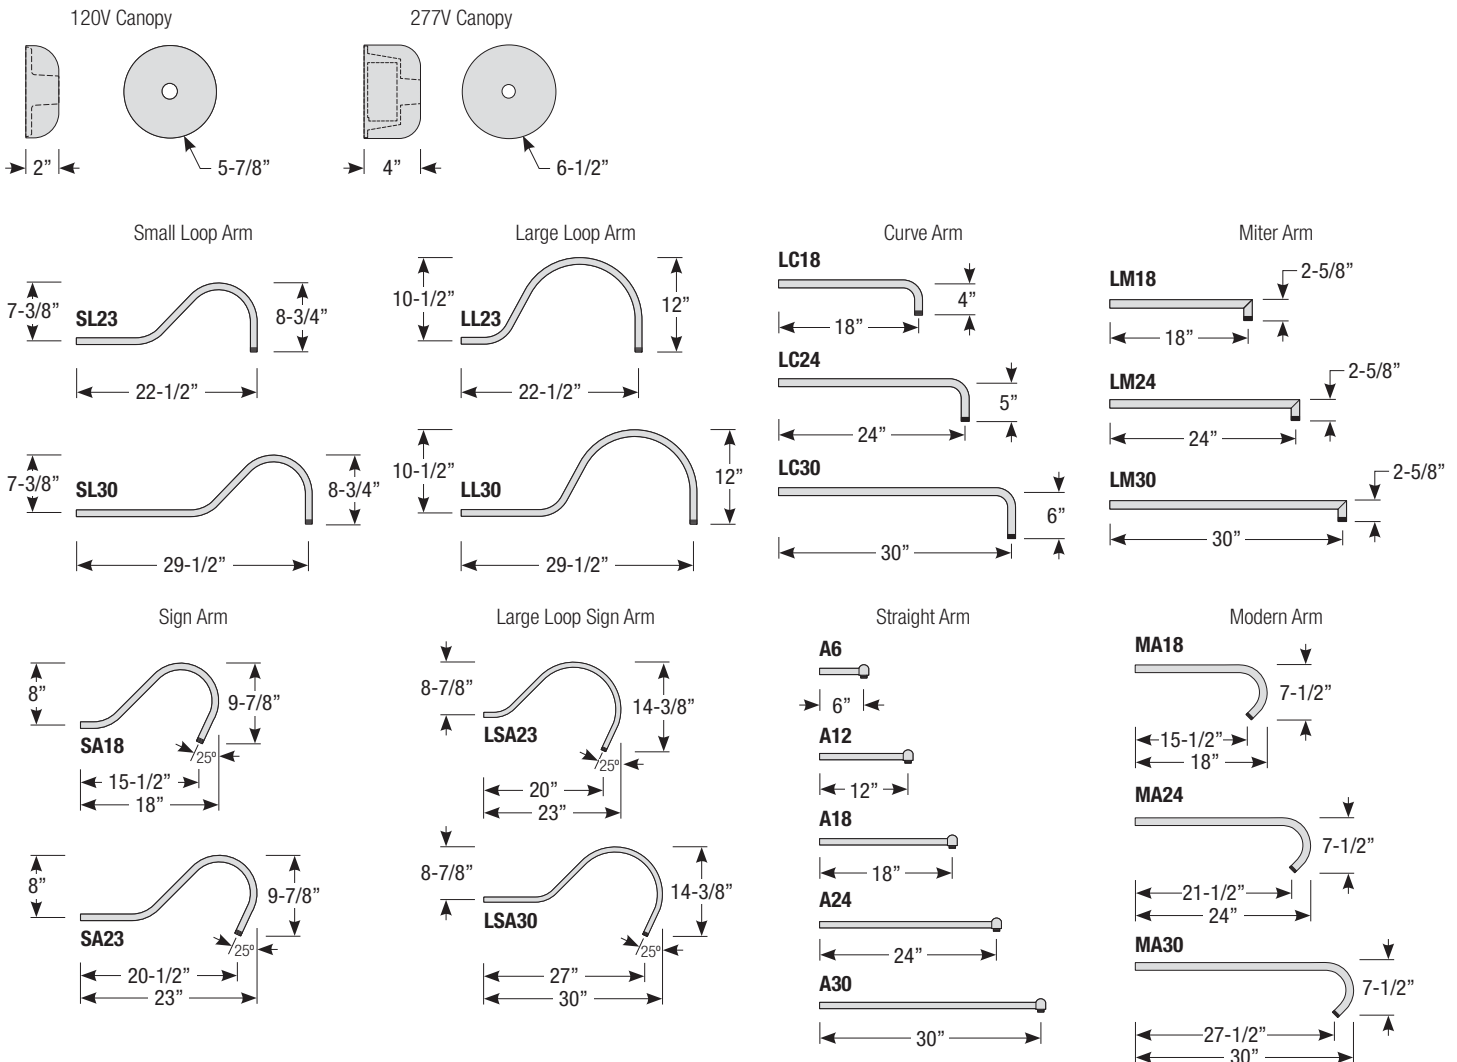 120V Canopy
277V Canopy
2”
5-7/8”
4”
6-1/2”
Small Loop Arm
7-3/8”
SL23
8-3/4”
22-1/2”
7-3/8”
SL30
8-3/4”
29-1/2”
Large Loop Arm
10-1/2”
LL23
12”
22-1/2”
10-1/2”
LL30
12”
29-1/2”
Curve Arm
LC18
4”
18”
LC24
5”
24”
LC30
6”
30”
Miter Arm
LM18
2-5/8”
18”
LM24
2-5/8”
24”
LM30
2-5/8”
30”
Sign Arm
8”
9-7/8”
SA18
25º
15-1/2”
18”
8”
9-7/8”
SA23
25º
20-1/2”
23”
Large Loop Sign Arm
8-7/8”
14-3/8”
LSA23
25º
20”
23”
8-7/8”
14-3/8”
LSA30
25º
27”
30”
Straight Arm
A6
6”
A12
12”
A18
18”
A24
24”
A30
30”
Modern Arm
MA18
7-1/2”
15-1/2”
18”
MA24
7-1/2”
21-1/2”
24”
MA30
7-1/2”
27-1/2”
30”